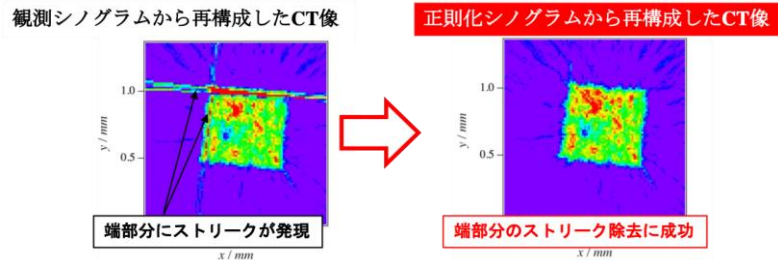 観測シノグラムから再構成したCT像
正則化シノグラムから再構成したCT像
1.0
0.5
y / mm
端部分にストリークが発現
x / mm
1.0
0.5
y / mm
端部分のストリーク除去に成功
x / mm